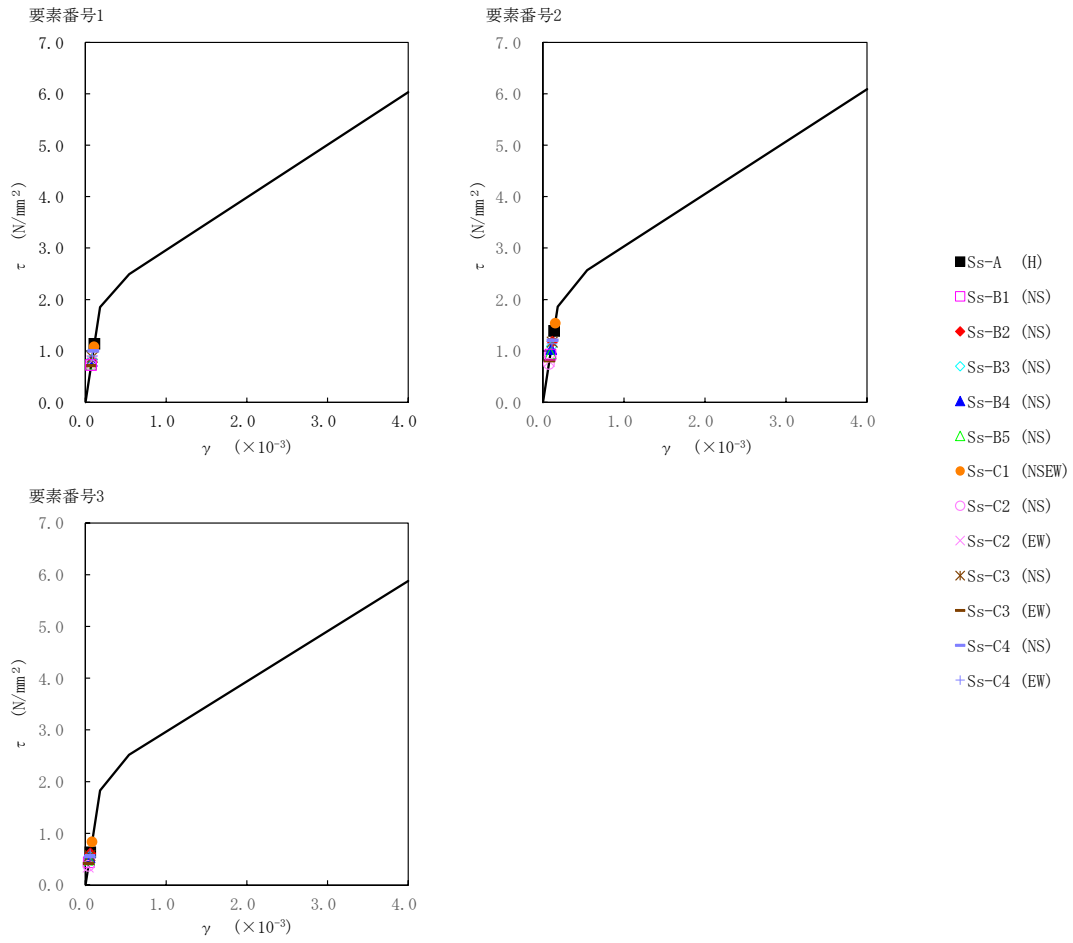 要素番号1
7.0
6.0
5.0
4.0
3.0
2.0
1.0
0.0
τ (N/mm²)
0.0 1.0 2.0 3.0 4.0
γ (×10⁻³)
要素番号2
7.0
6.0
5.0
4.0
3.0
2.0
1.0
0.0
τ (N/mm²)
0.0 1.0 2.0 3.0 4.0
γ (×10⁻³)
要素番号3
7.0
6.0
5.0
4.0
3.0
2.0
1.0
0.0
τ (N/mm²)
0.0 1.0 2.0 3.0 4.0
γ (×10⁻³)
Ss-A (H)
Ss-B1 (NS)
Ss-B2 (NS)
Ss-B3 (NS)
Ss-B4 (NS)
Ss-B5 (NS)
Ss-C1 (NSEW)
Ss-C2 (NS)
Ss-C2 (EW)
Ss-C3 (NS)
Ss-C3 (EW)
Ss-C4 (NS)
Ss-C4 (EW)